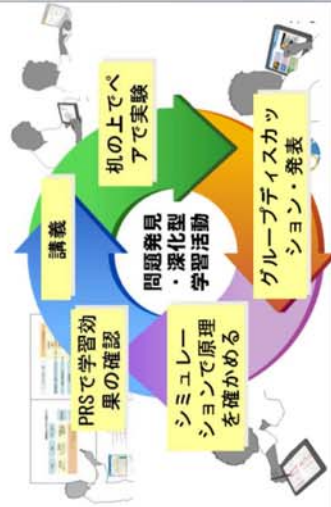 講義
机の上でペ
アで実験
グループディスカッ
ション・発表
シミュレー
ションで原理
を確かめる
PRSで学習効
果の確認
問題発見
・深化型
学習活動